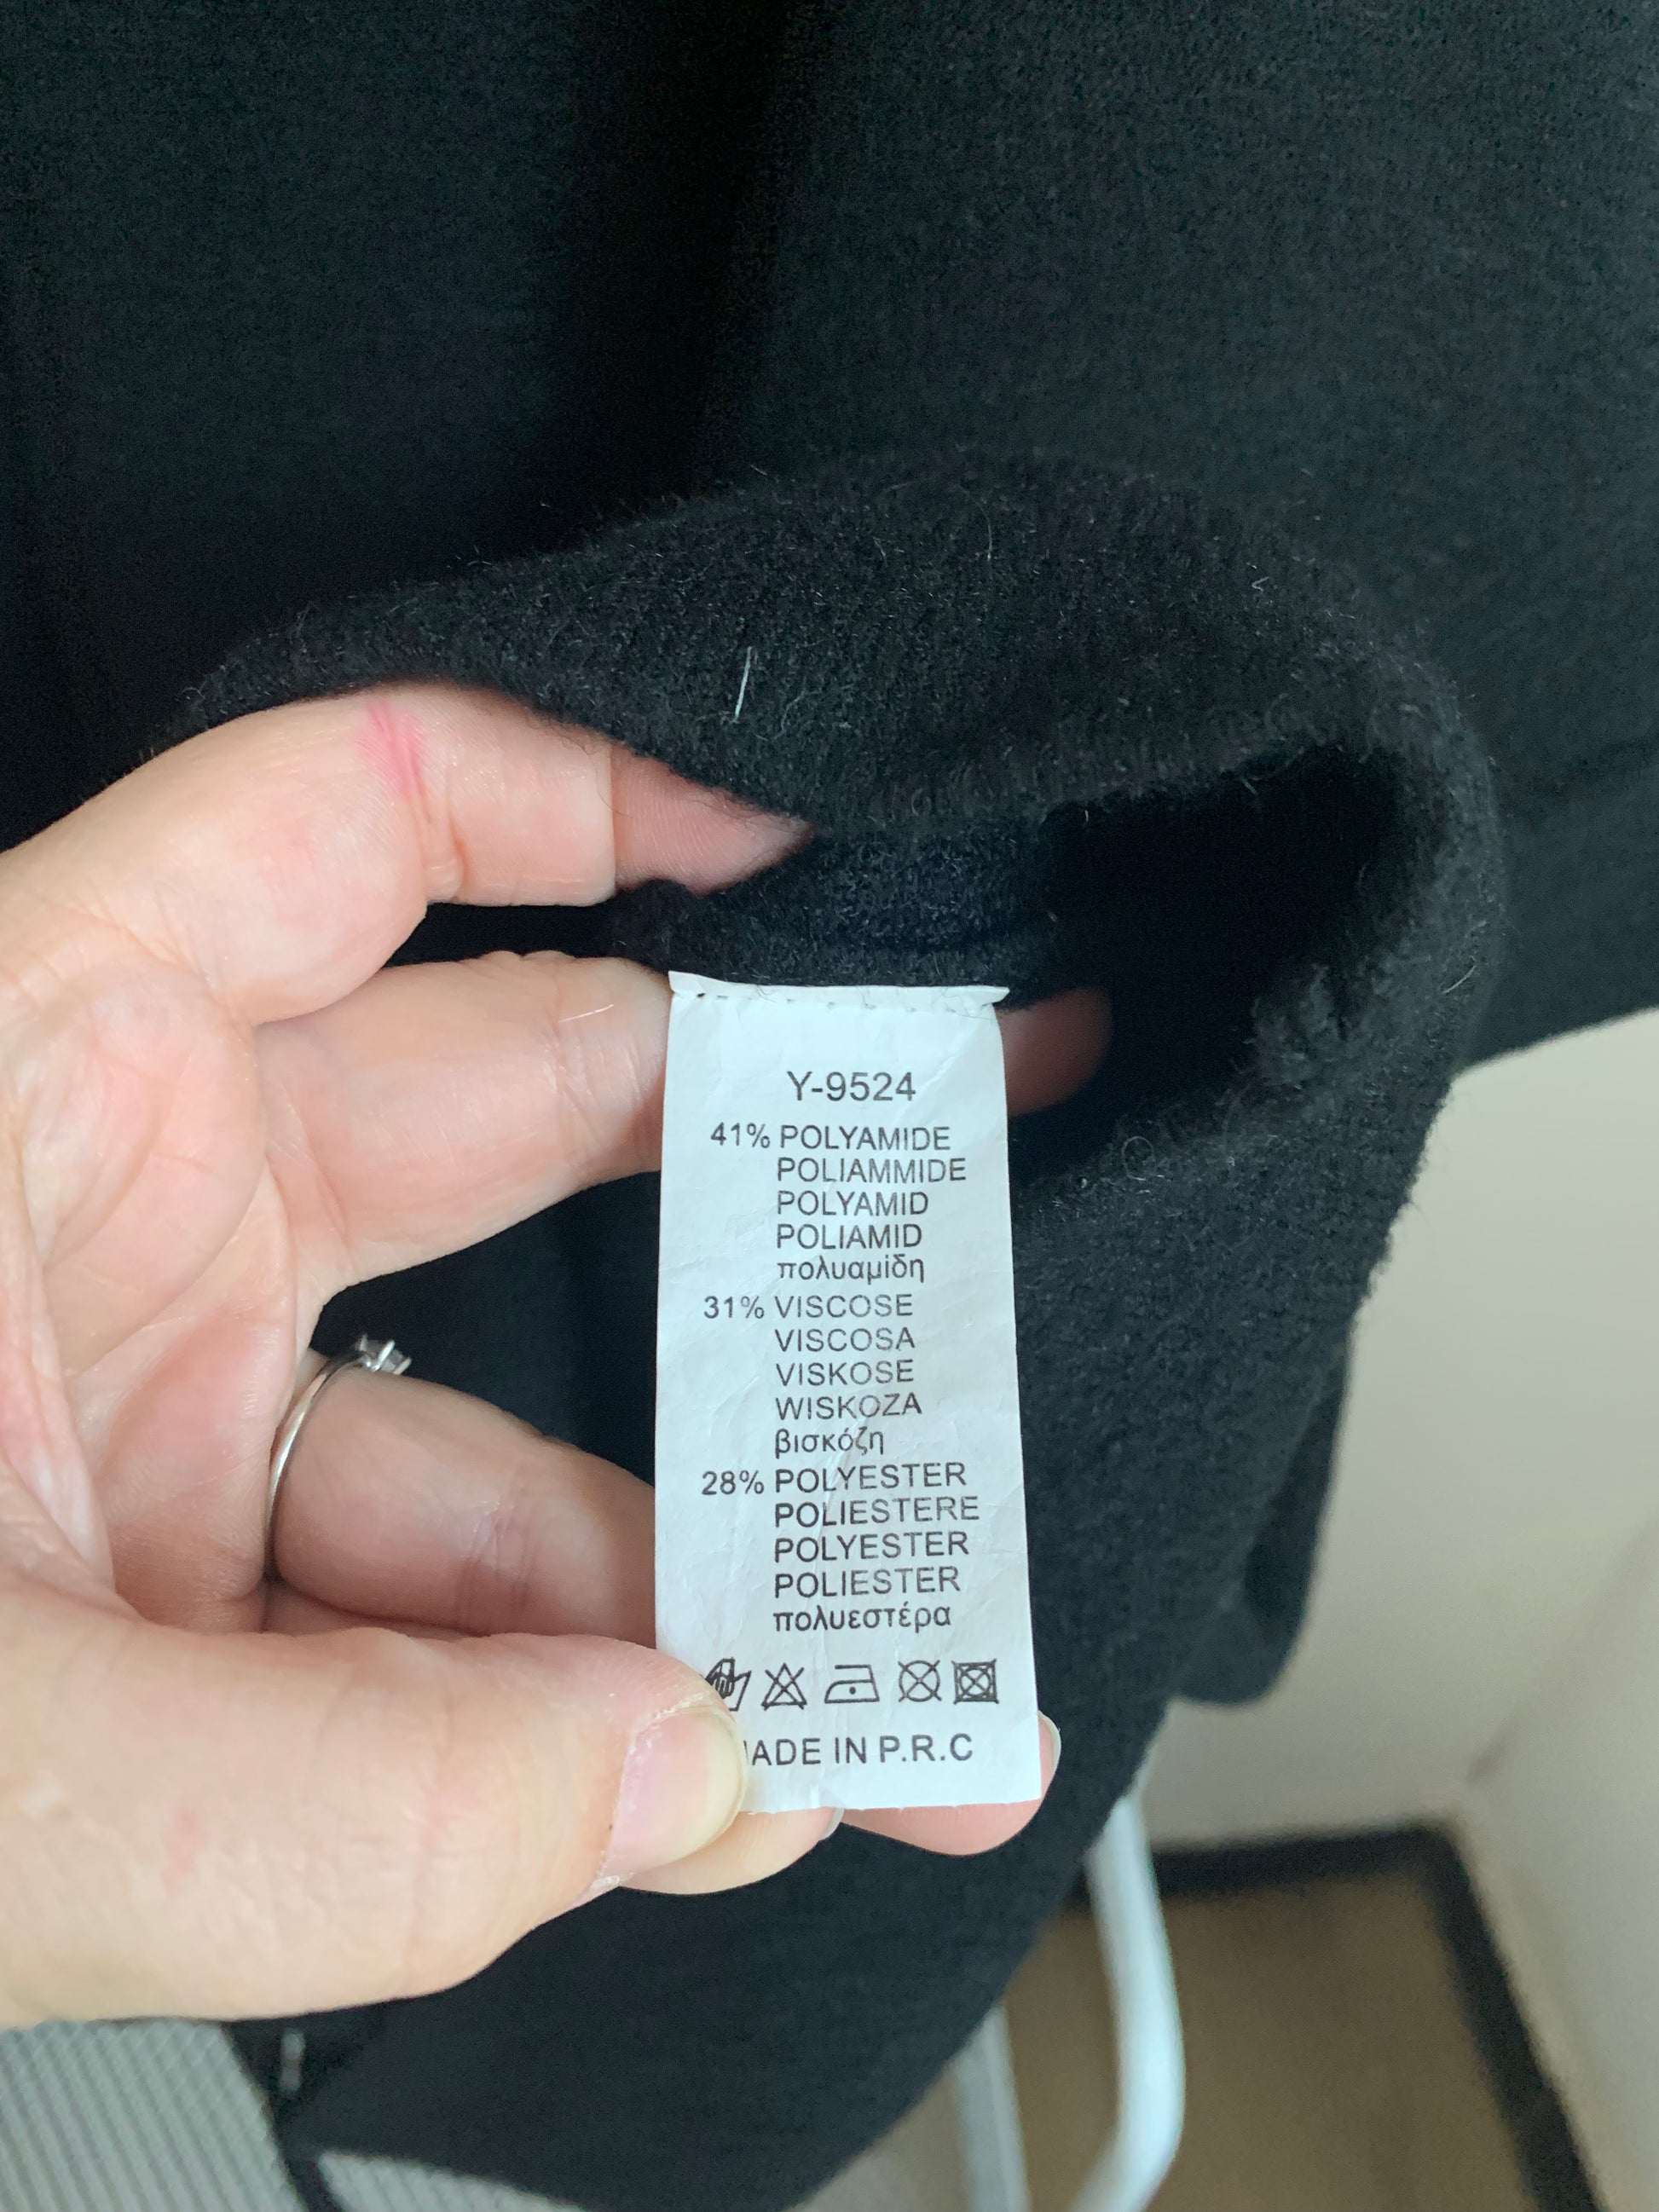 Y-9524
41% POLYAMIDE
POLIAMMIDE
POLYAMID
POLIAMID
πολυαμίδη
31% VISCOSE
VISCOSA
VISKOSE
WISKOZA
βισκόζη
28% POLYESTER
POLIESTERE
POLYESTER
POLIESTER
πολυεστέρα
ADE IN P.R.C